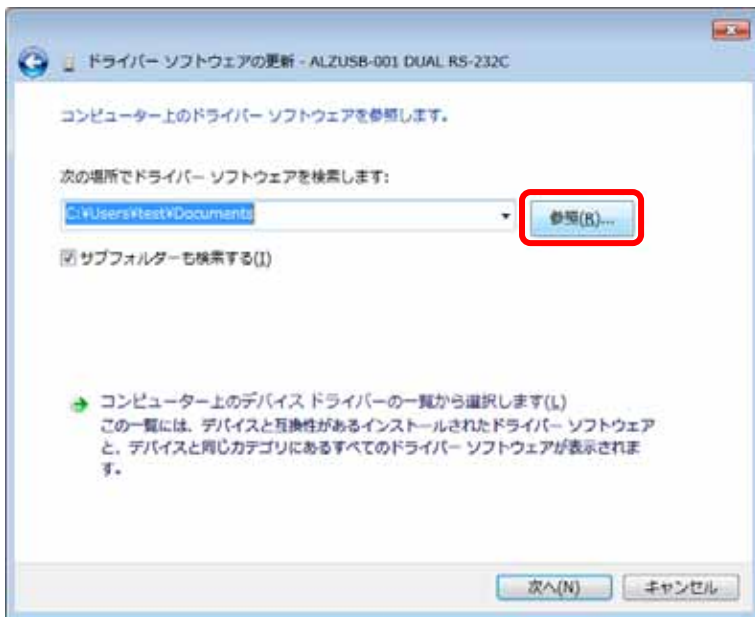 ドライバー ソフトウェアの更新 - ALZUSB-001 DUAL RS-232C
コンピューター上のドライバー ソフトウェアを参照します。
次の場所でドライバー ソフトウェアを検索します:
C:¥Users¥test¥Documents
参照(R)...
サブフォルダーも検索する(I)
コンピューター上のデバイス ドライバーの一覧から選択します(L)
この一覧には、デバイスと互換性があるインストールされたドライバー ソフトウェア
と、デバイスと同じカテゴリにあるすべてのドライバー ソフトウェアが表示されま
す。
次へ(N)
キャンセル